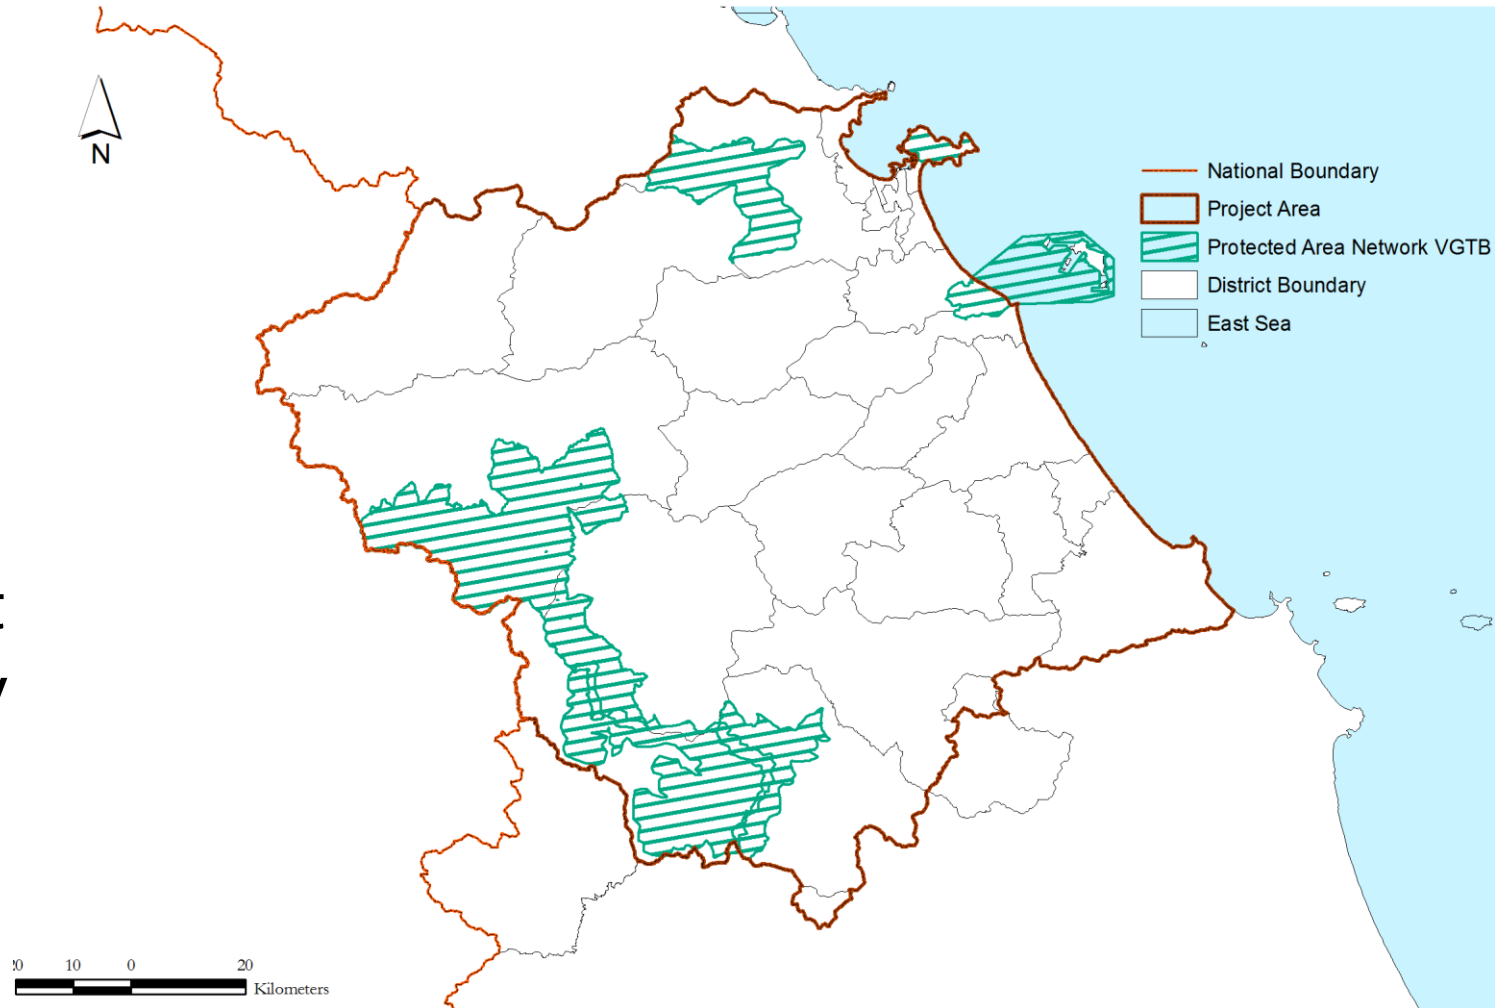 N
National Boundary
Project Area
Protected Area Network VGTB
District Boundary
East Sea
10 0 20
Kilometers